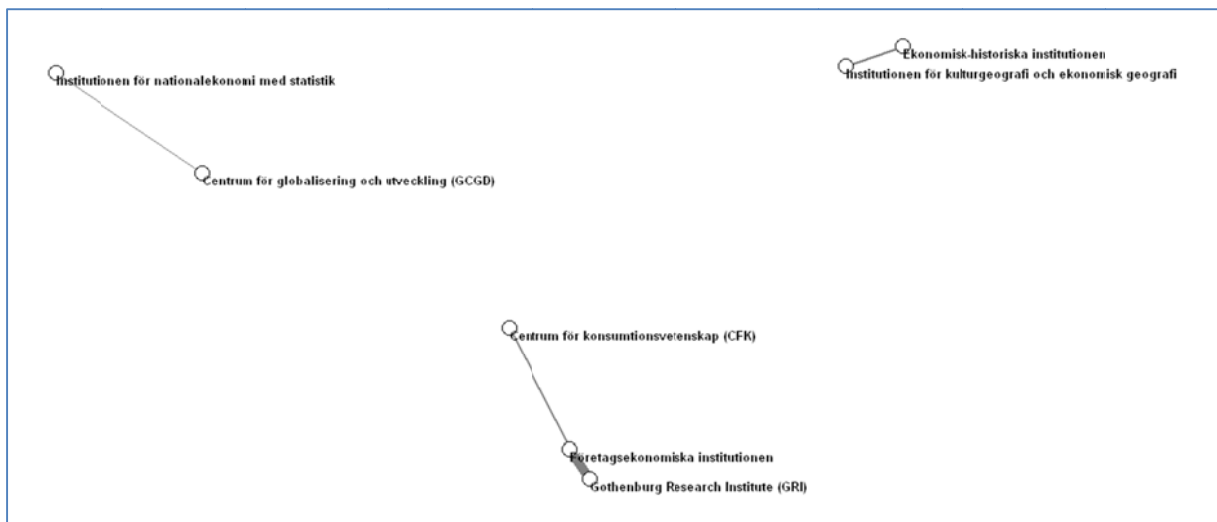 Ekonomisk-historiska institutionen
Institutionen för kulturgeografi och ekonomisk geografi
Institutionen för nationalekonomi med statistik
Centrum för globalisering och utveckling (GCGD)
Centrum för konsumtionsvetenskap (CFK)
Företagsekonomiska institutionen
Gothenburg Research Institute (GRI)